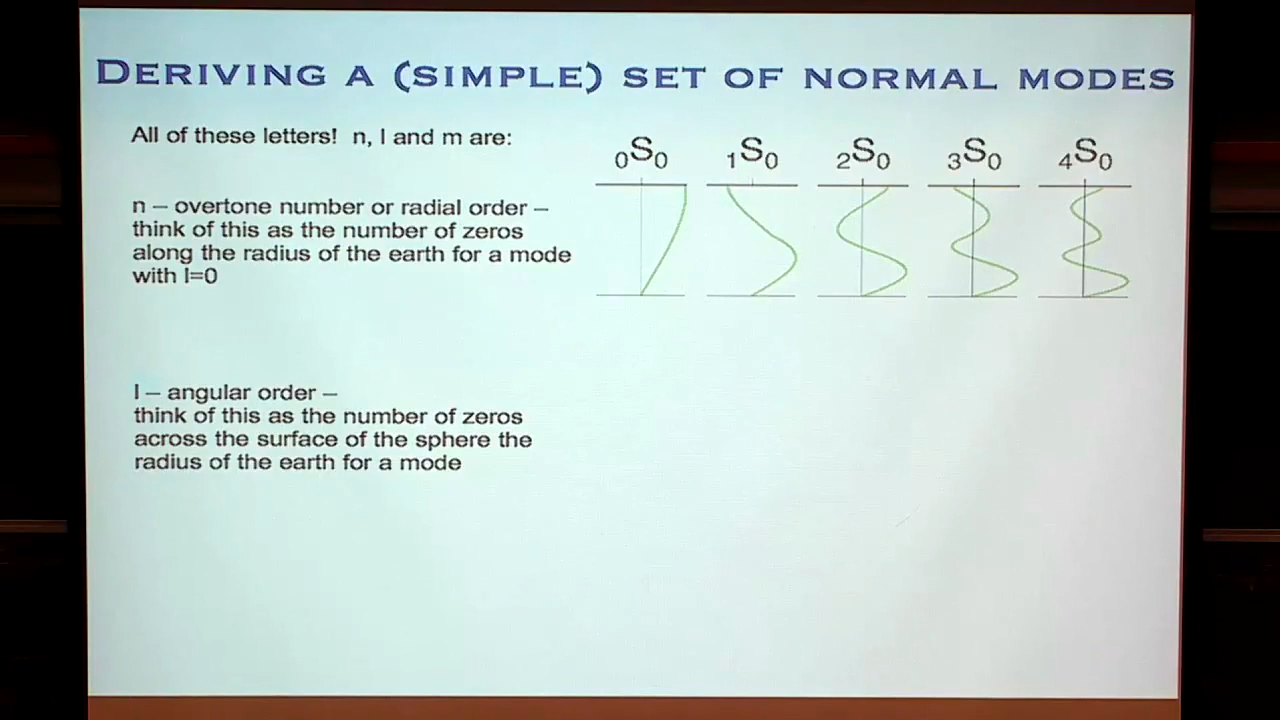 DERIVING A (SIMPLE) SET OF NORMAL MODES
All of these letters! n, l and m are:
0S0 1S0 2S0 3S0 4S0
n – overtone number or radial order –
think of this as the number of zeros
along the radius of the earth for a mode
with l=0
l – angular order –
think of this as the number of zeros
across the surface of the sphere the
radius of the earth for a mode